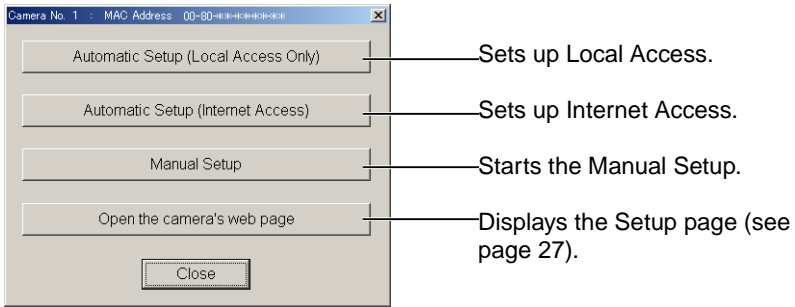 Camera No. 1 : MAC Address 00-80-**-**-**-**
Automatic Setup (Local Access Only)
Sets up Local Access.
Automatic Setup (Internet Access)
Sets up Internet Access.
Manual Setup
Starts the Manual Setup.
Open the camera's web page
Displays the Setup page (see
page 27).
Close